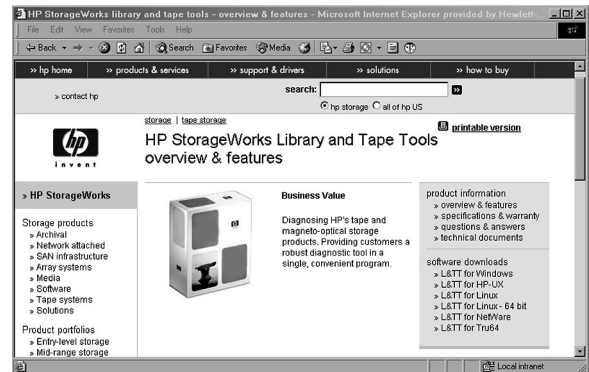 HP StorageWorks library and tape tools - overview & features - Microsoft Internet Explorer provided by Hewlett-...
File Edit View Favorites Tools Help
Back Search Favorites Media
» hp home » products & services » support & drivers » solutions » how to buy
» contact hp
search:
hp storage all of hp US
storage | tape storage
printable version
hp
invent
HP StorageWorks Library and Tape Tools
overview & features
» HP StorageWorks
Storage products
» Archival
» Network attached
» SAN infrastructure
» Array systems
» Media
» Software
» Tape systems
» Solutions
Product portfolios
» Entry-level storage
» Mid-range storage
Business Value
Diagnosing HP's tape and
magneto-optical storage
products. Providing customers a
robust diagnostic tool in a
single, convenient program.
product information
» overview & features
» specifications & warranty
» questions & answers
» technical documents
software downloads
» L&TT for Windows
» L&TT for HP-UX
» L&TT for Linux
» L&TT for Linux - 64 bit
» L&TT for NetWare
» L&TT for Tru64
Local intranet